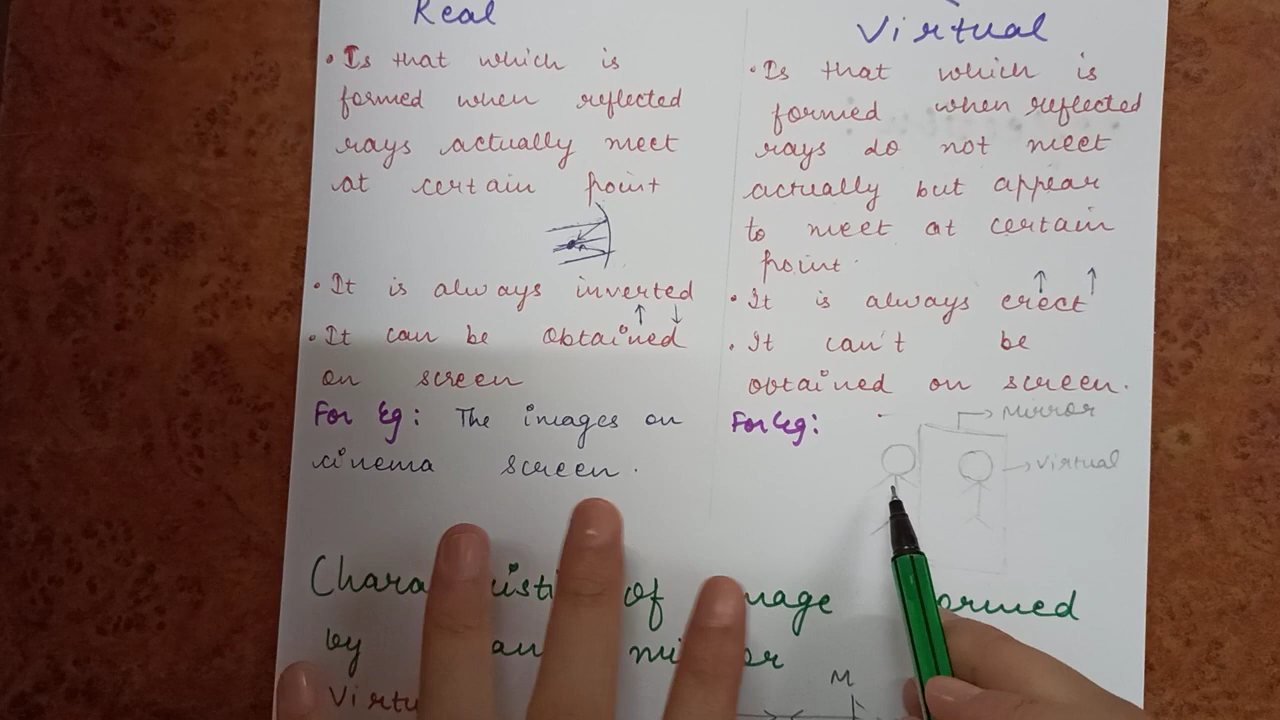 Real
• Is that which is
formed when reflected
rays actually meet
at certain point
• It is always inverted
• It can be obtained
on screen
For Eg: The images on
cinema screen.
Virtual
• Is that which is
formed when reflected
rays do not meet
actually but appear
to meet at certain
point.
• It is always erect
• It can't be
obtained on screen.
For Eg:
Mirror
Virtual
of
by
M